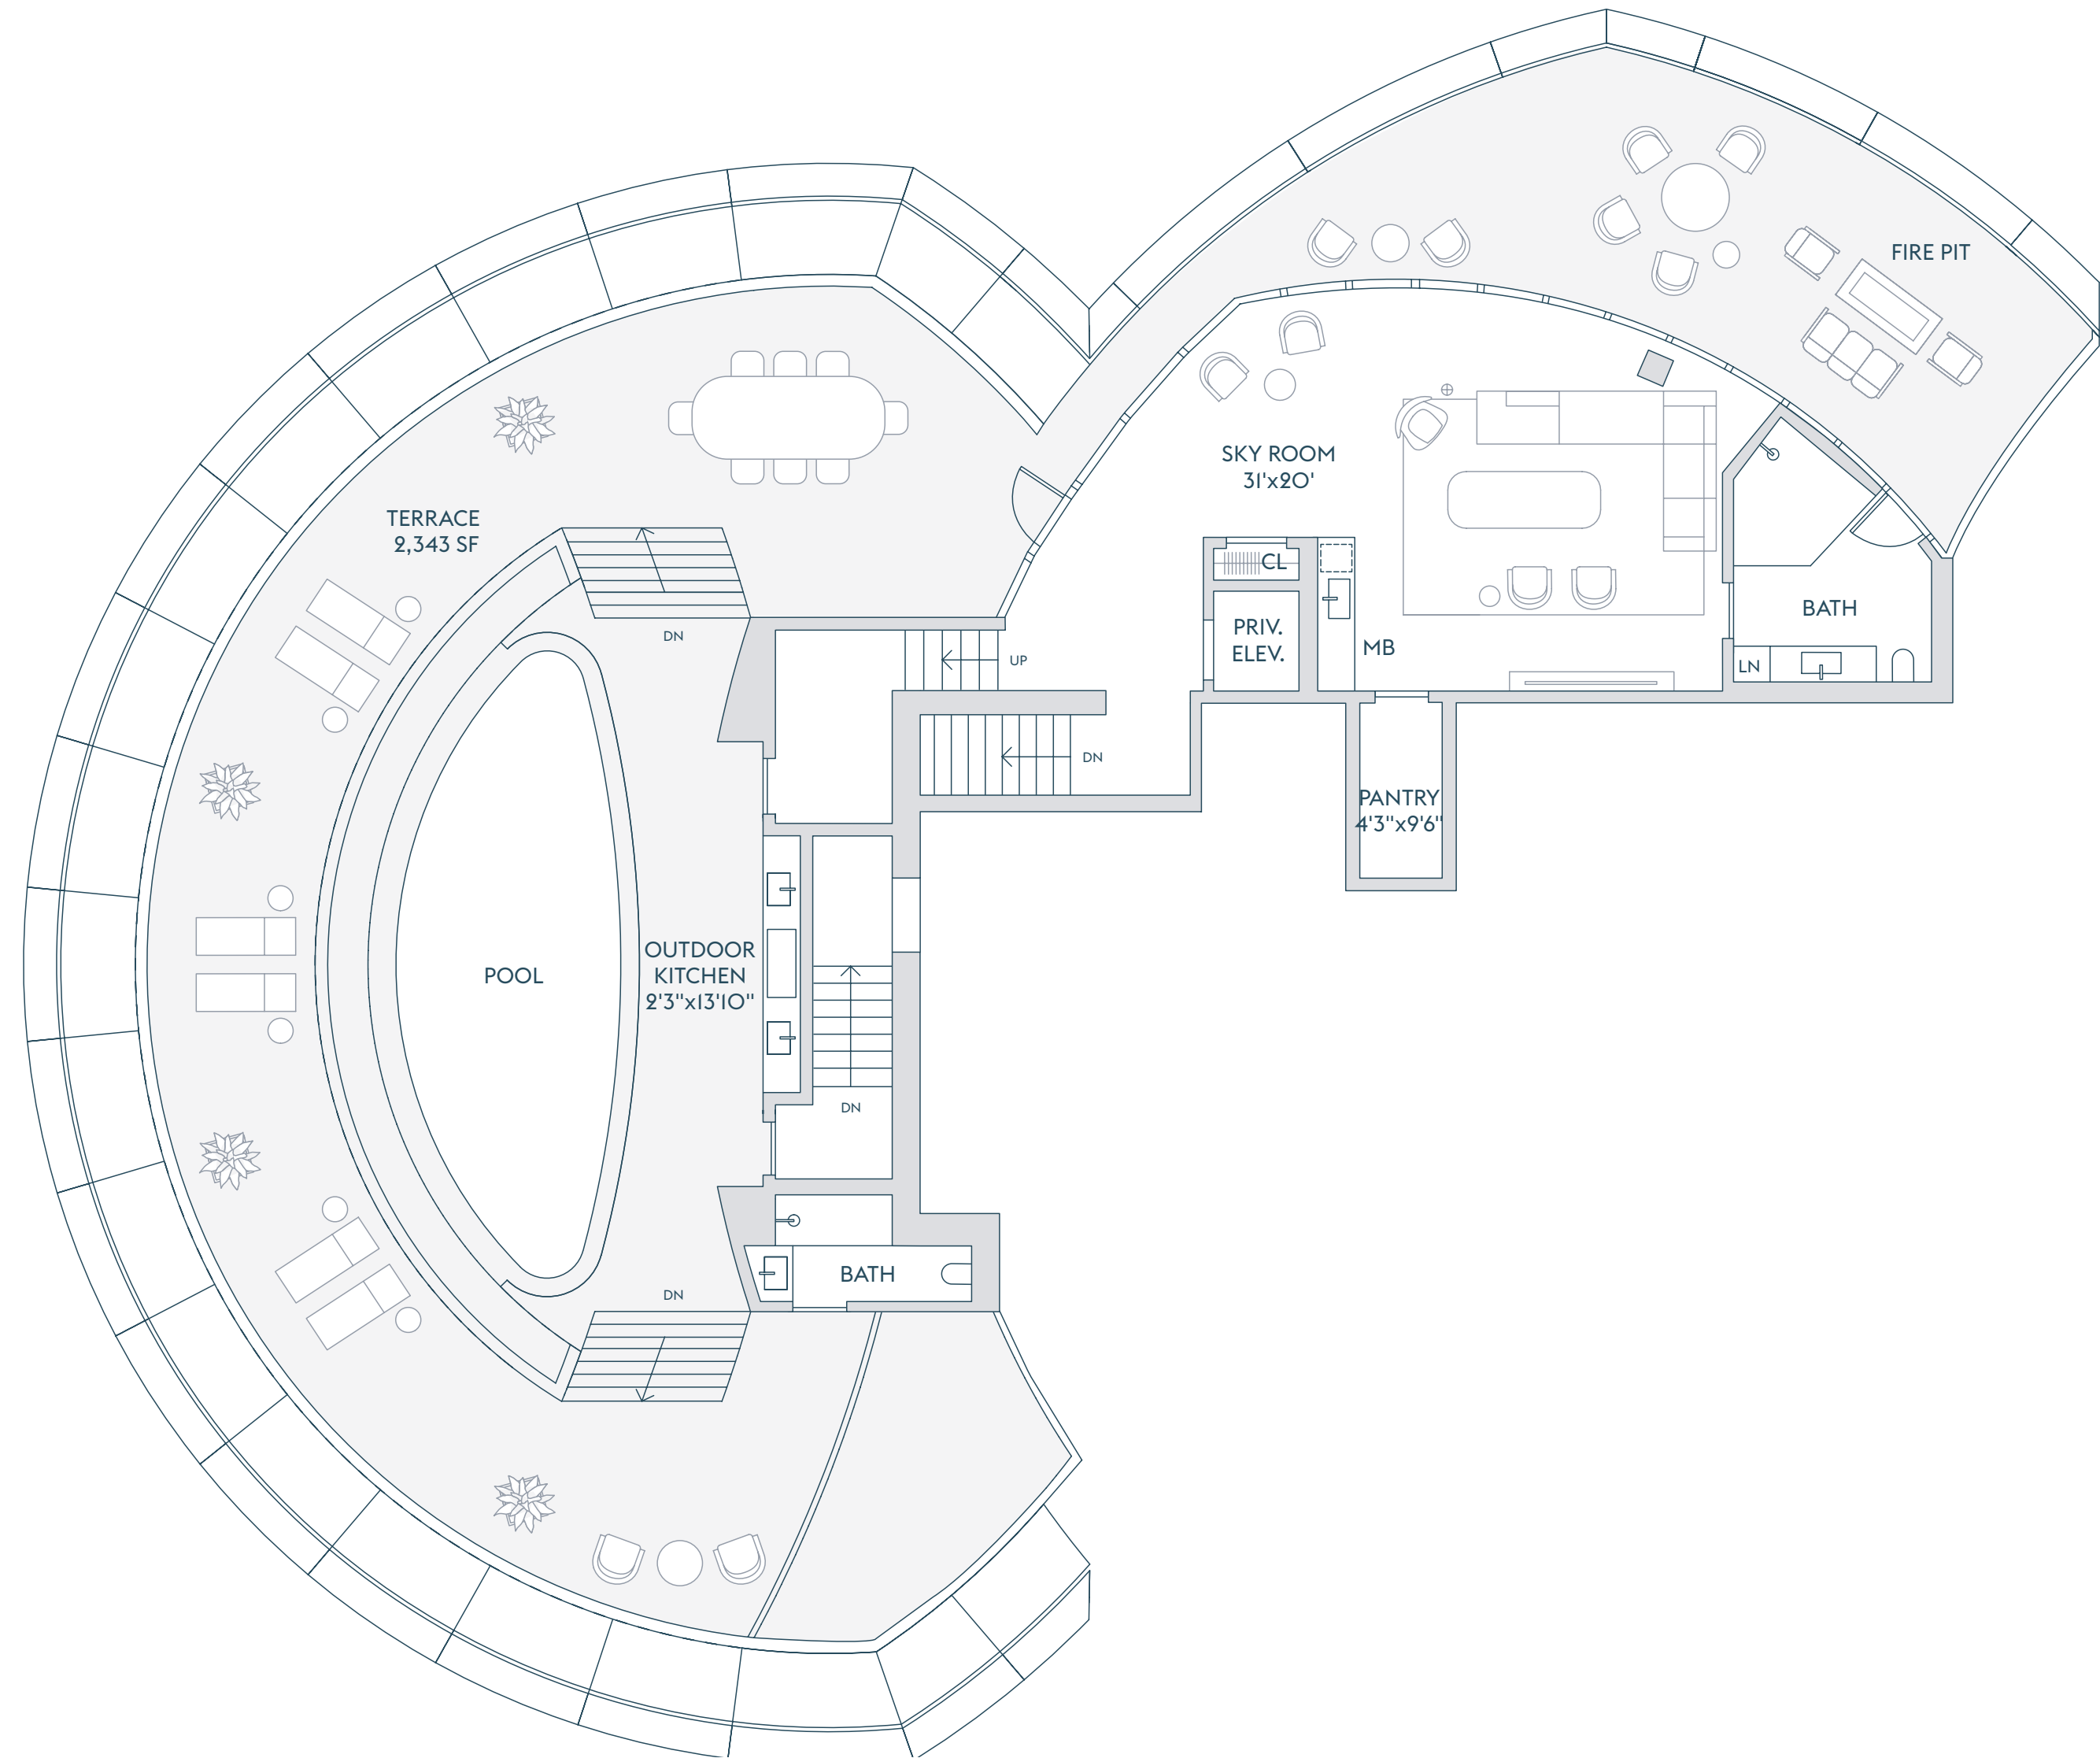 FIRE PIT
SKY ROOM
31'x20'
TERRACE
2,343 SF
CL
BATH
DN
PRIV.
ELEV.
MB
UP
LN
DN
PANTRY
4'3"x9'6"
OUTDOOR
KITCHEN
2'3"x13'10"
POOL
DN
BATH
DN